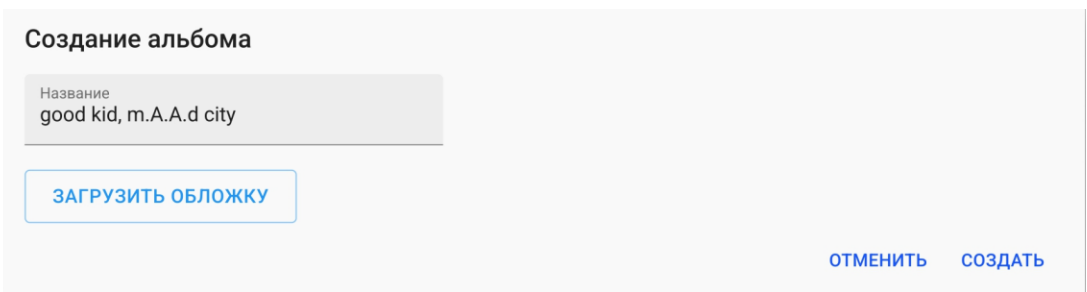 Создание альбома
Название
good kid, m.A.A.d city
ЗАГРУЗИТЬ ОБЛОЖКУ
ОТМЕНИТЬ СОЗДАТЬ